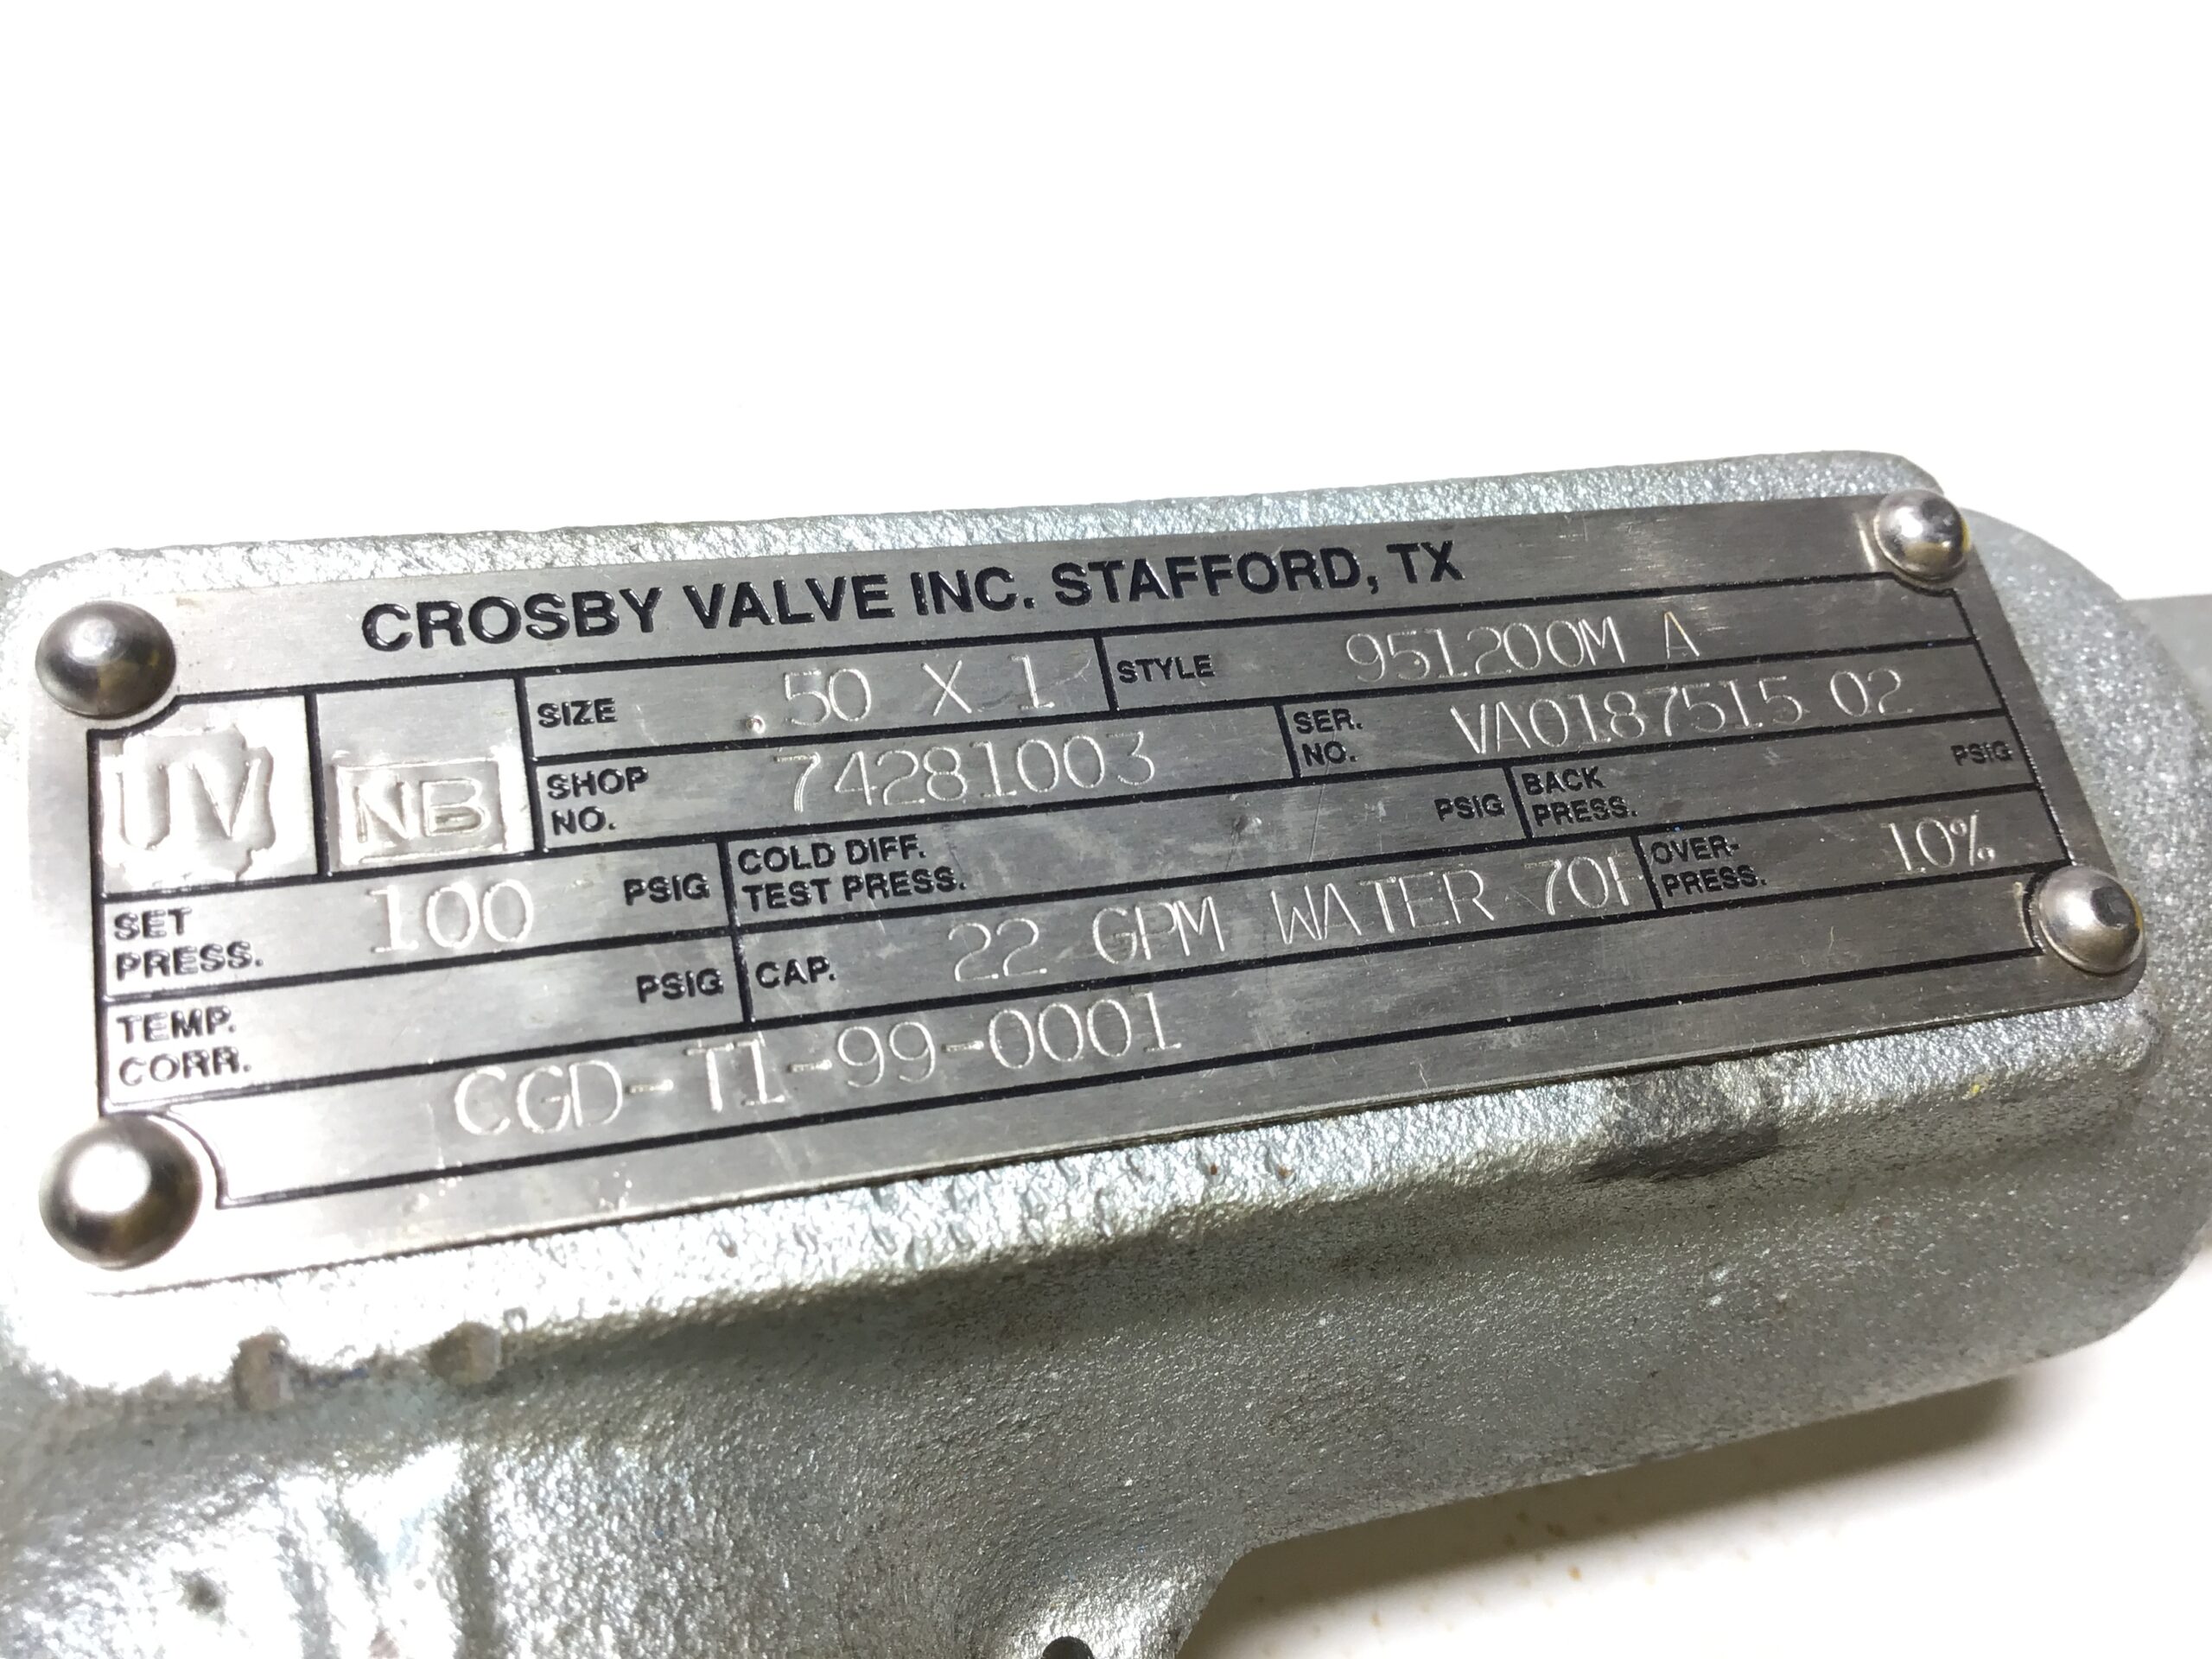 CROSBY VALVE INC. STAFFORD, TX
UV NB
SIZE .50 X 1 STYLE 951200M A
SHOP NO. 74281003 SER. NO. VA0187515 02
SET PRESS. 100 PSIG COLD DIFF. TEST PRESS. PSIG BACK PRESS. PSIG
TEMP. CORR. PSIG CAP. 22 GPM WATER 70F OVER-PRESS. 10%
CGD-TI-99-0001